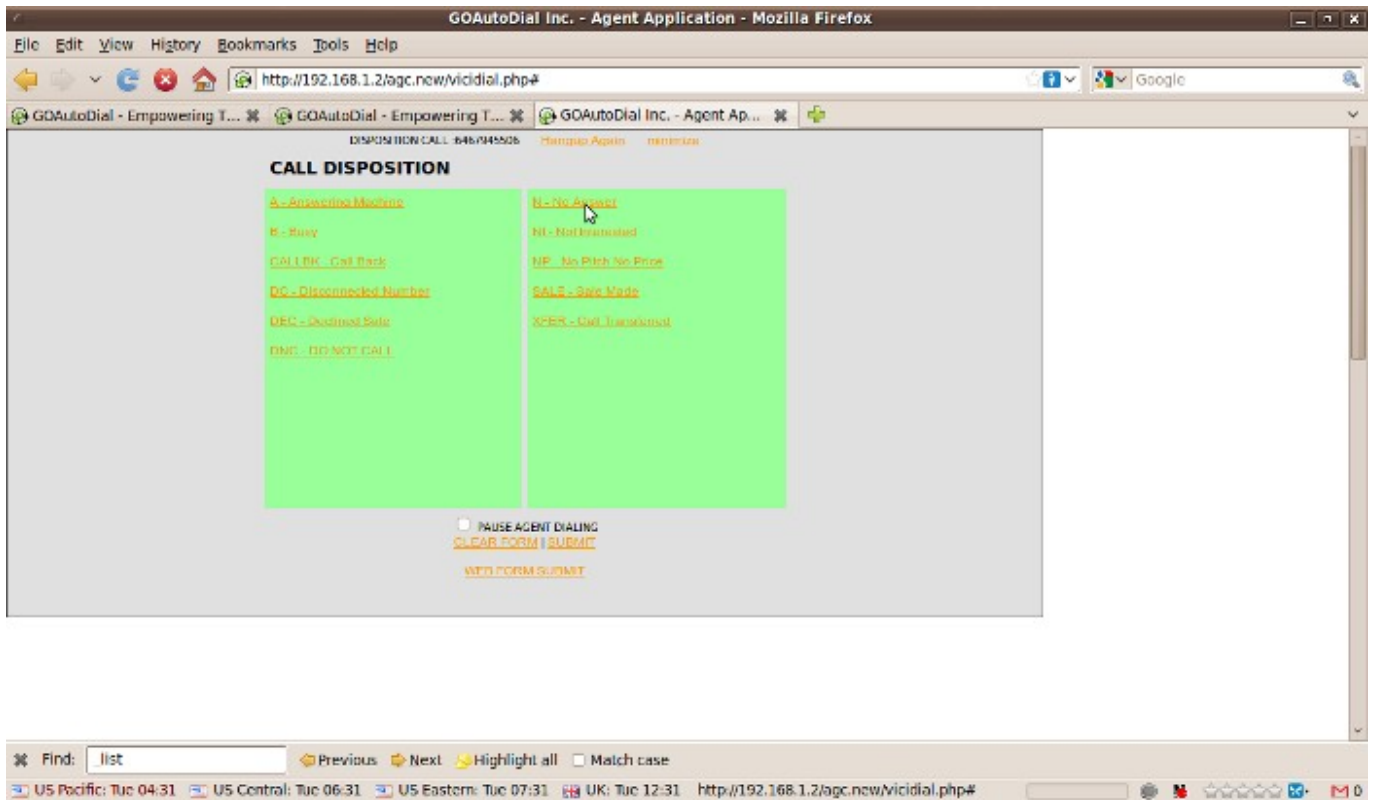 GOAutoDial Inc. - Agent Application - Mozilla Firefox
File Edit View History Bookmarks Tools Help
http://192.168.1.2/agc.new/vicidial.php# Google
GOAutoDial - Empowering T... GOAutoDial - Empowering T... GOAutoDial Inc. - Agent Ap...
DISPOSITION CALL :6467945506 Hangup Again minimize
CALL DISPOSITION
A - Answering Machine N - No Answer
B - Busy NI - Not Interested
CALLBK - Call Back NP - No Pitch No Price
DC - Disconnected Number SALE - Sale Made
DEC - Declined Sale XFER - Call Transferred
DNC - DO NOT CALL
PAUSE AGENT DIALING
CLEAR FORM | SUBMIT
WEB FORM SUBMIT
Find: _list Previous Next Highlight all Match case
US Pacific: Tue 04:31 US Central: Tue 06:31 US Eastern: Tue 07:31 UK: Tue 12:31 http://192.168.1.2/agc.new/vicidial.php# 0